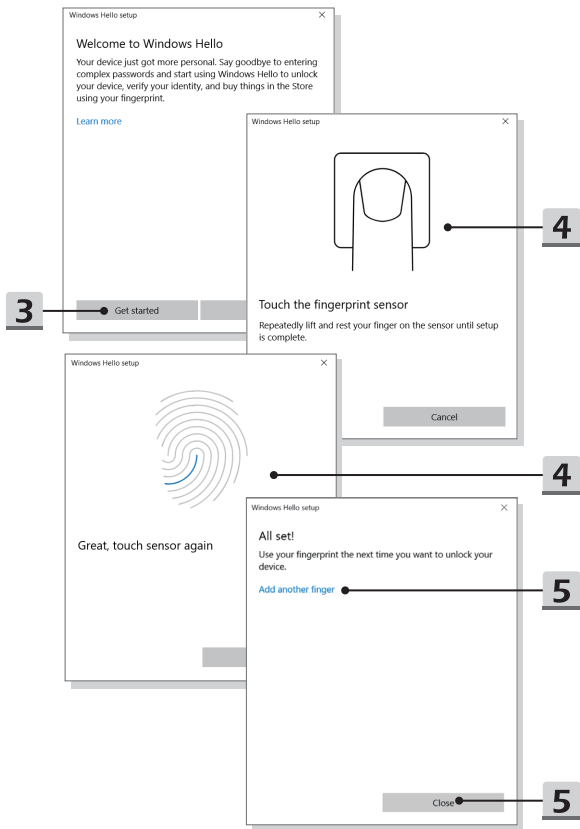 Windows Hello setup
Welcome to Windows Hello
Your device just got more personal. Say goodbye to entering
complex passwords and start using Windows Hello to unlock
your device, verify your identity, and buy things in the Store
using your fingerprint.
Learn more
3
Get started
Windows Hello setup
4
Touch the fingerprint sensor
Repeatedly lift and rest your finger on the sensor until setup
is complete.
Cancel
Windows Hello setup
4
Great, touch sensor again
Windows Hello setup
All set!
Use your fingerprint the next time you want to unlock your
device.
Add another finger
5
Close
5